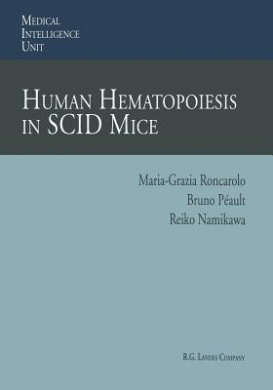 MEDICAL
INTELLIGENCE
UNIT
HUMAN HEMATOPOIESIS
IN SCID MICE
Maria-Grazia Roncarolo
Bruno Péault
Reiko Namikawa
R.G. LANDES COMPANY